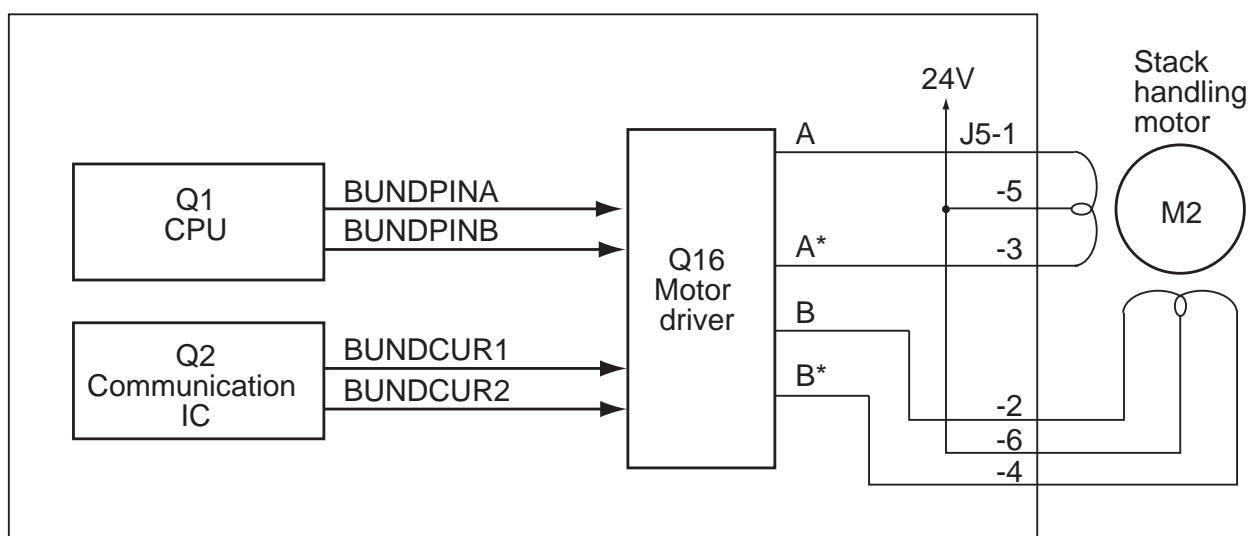 Stack
handling
motor
24V
A
J5-1
Q1
CPU
BUNDPINA
BUNDPINB
-5
M2
A*
-3
Q16
Motor
driver
B
Q2
Communication
IC
BUNDCUR1
BUNDCUR2
B*
-2
-6
-4